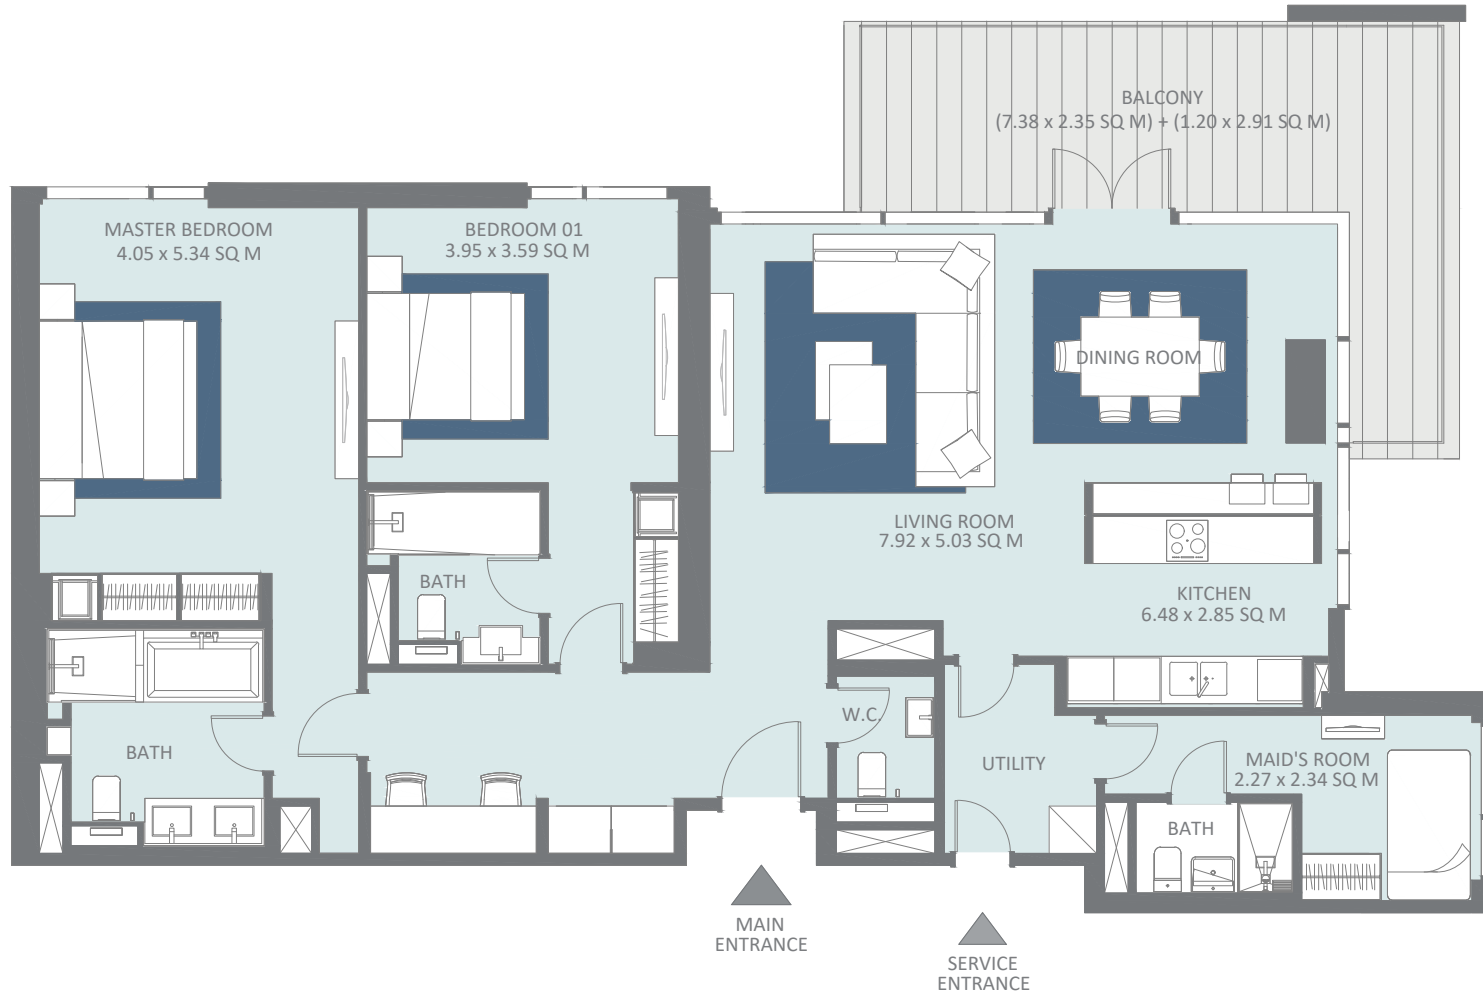 BALCONY
(7.38 x 2.35 SQ M) + (1.20 x 2.91 SQ M)
MASTER BEDROOM
4.05 x 5.34 SQ M
BEDROOM 01
3.95 x 3.59 SQ M
DINING ROOM
LIVING ROOM
7.92 x 5.03 SQ M
KITCHEN
6.48 x 2.85 SQ M
BATH
W.C.
BATH
UTILITY
MAID'S ROOM
2.27 x 2.34 SQ M
BATH
MAIN
ENTRANCE
SERVICE
ENTRANCE